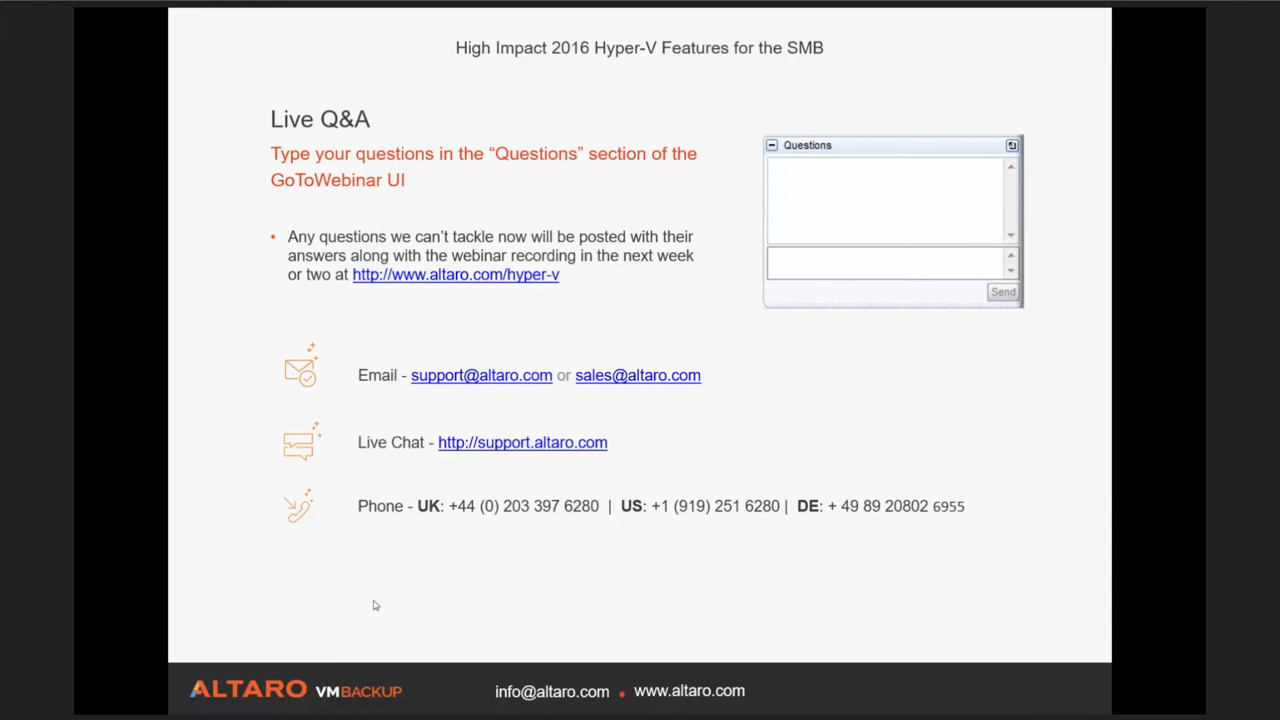 High Impact 2016 Hyper-V Features for the SMB
Live Q&A
Type your questions in the “Questions” section of the
GoToWebinar UI
Questions
Send
• Any questions we can’t tackle now will be posted with their
answers along with the webinar recording in the next week
or two at http://www.altaro.com/hyper-v
Email - support@altaro.com or sales@altaro.com
Live Chat - http://support.altaro.com
Phone - UK: +44 (0) 203 397 6280 | US: +1 (919) 251 6280 | DE: + 49 89 20802 6955
ALTARO VMBACKUP info@altaro.com • www.altaro.com